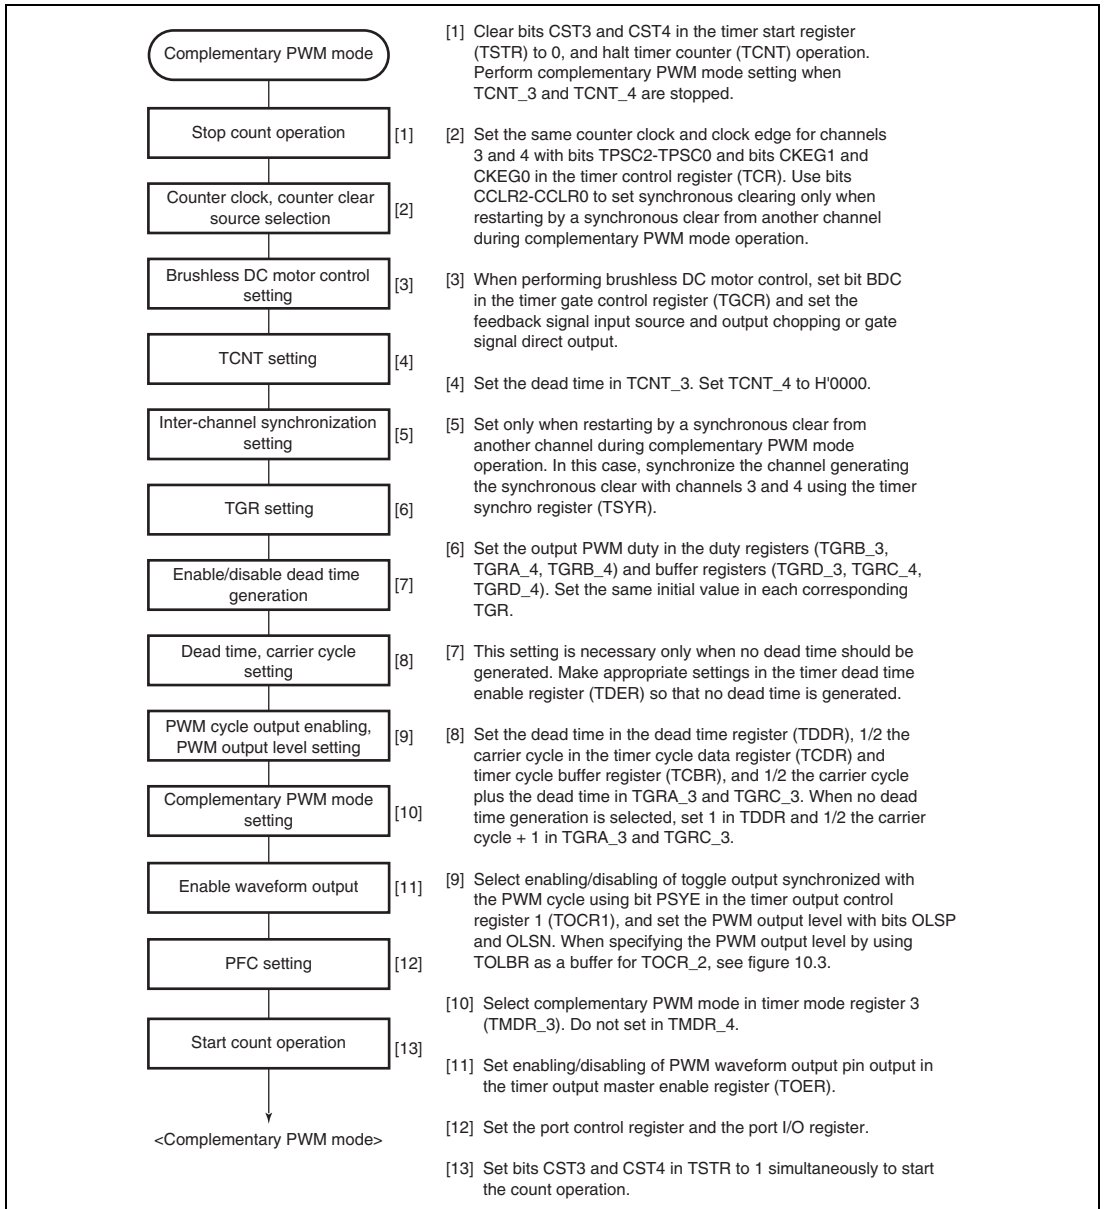 Complementary PWM mode
Stop count operation
[1]
Counter clock, counter clear
source selection
[2]
Brushless DC motor control
setting
[3]
TCNT setting
[4]
Inter-channel synchronization
setting
[5]
TGR setting
[6]
Enable/disable dead time
generation
[7]
Dead time, carrier cycle
setting
[8]
PWM cycle output enabling,
PWM output level setting
[9]
Complementary PWM mode
setting
[10]
Enable waveform output
[11]
PFC setting
[12]
Start count operation
[13]
<Complementary PWM mode>
[1] Clear bits CST3 and CST4 in the timer start register
(TSTR) to 0, and halt timer counter (TCNT) operation.
Perform complementary PWM mode setting when
TCNT_3 and TCNT_4 are stopped.
[2] Set the same counter clock and clock edge for channels
3 and 4 with bits TPSC2-TPSC0 and bits CKEG1 and
CKEG0 in the timer control register (TCR). Use bits
CCLR2-CCLR0 to set synchronous clearing only when
restarting by a synchronous clear from another channel
during complementary PWM mode operation.
[3] When performing brushless DC motor control, set bit BDC
in the timer gate control register (TGCR) and set the
feedback signal input source and output chopping or gate
signal direct output.
[4] Set the dead time in TCNT_3. Set TCNT_4 to H'0000.
[5] Set only when restarting by a synchronous clear from
another channel during complementary PWM mode
operation. In this case, synchronize the channel generating
the synchronous clear with channels 3 and 4 using the timer
synchro register (TSYR).
[6] Set the output PWM duty in the duty registers (TGRB_3,
TGRA_4, TGRB_4) and buffer registers (TGRD_3, TGRC_4,
TGRD_4). Set the same initial value in each corresponding
TGR.
[7] This setting is necessary only when no dead time should be
generated. Make appropriate settings in the timer dead time
enable register (TDER) so that no dead time is generated.
[8] Set the dead time in the dead time register (TDDR), 1/2 the
carrier cycle in the timer cycle data register (TCDR) and
timer cycle buffer register (TCBR), and 1/2 the carrier cycle
plus the dead time in TGRA_3 and TGRC_3. When no dead
time generation is selected, set 1 in TDDR and 1/2 the carrier
cycle + 1 in TGRA_3 and TGRC_3.
[9] Select enabling/disabling of toggle output synchronized with
the PWM cycle using bit PSYE in the timer output control
register 1 (TOCR1), and set the PWM output level with bits OLSP
and OLSN. When specifying the PWM output level by using
TOLBR as a buffer for TOCR_2, see figure 10.3.
[10] Select complementary PWM mode in timer mode register 3
(TMDR_3). Do not set in TMDR_4.
[11] Set enabling/disabling of PWM waveform output pin output in
the timer output master enable register (TOER).
[12] Set the port control register and the port I/O register.
[13] Set bits CST3 and CST4 in TSTR to 1 simultaneously to start
the count operation.